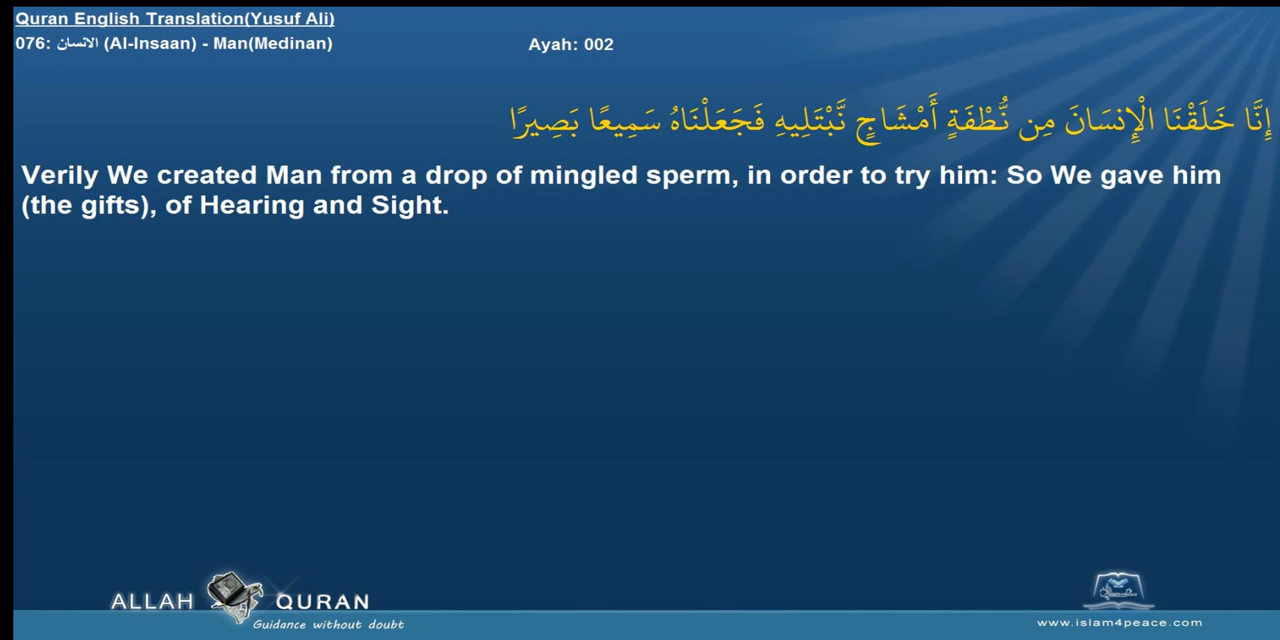 Quran English Translation(Yusuf Ali)
076: الانسان (Al-Insaan) - Man(Medinan)
Ayah: 002
إِنَّا خَلَقْنَا الْإِنسَانَ مِن نُّطْفَةٍ أَمْشَاجٍ نَّبْتَلِيهِ فَجَعَلْنَاهُ سَمِيعًا بَصِيرًا
Verily We created Man from a drop of mingled sperm, in order to try him: So We gave him
(the gifts), of Hearing and Sight.
ALLAH QURAN
Guidance without doubt
www.islam4peace.com